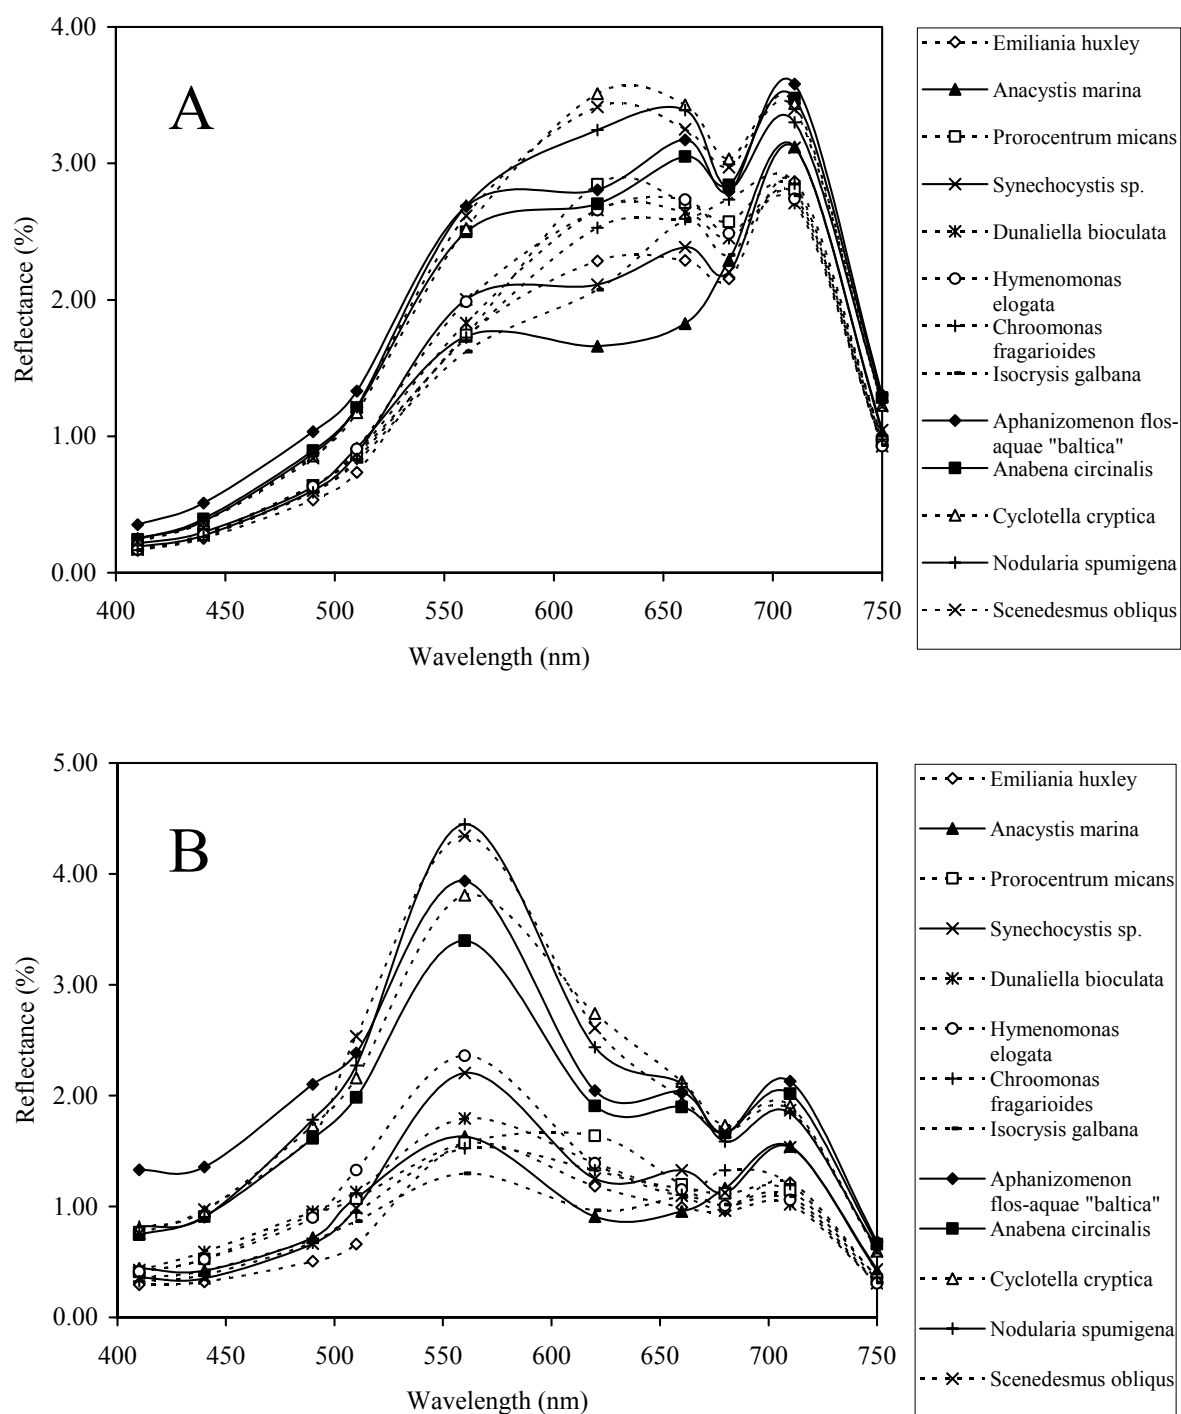 A
4.00
3.00
2.00
1.00
0.00
Reflectance (%)
400
450
500
550
600
650
700
750
Wavelength (nm)
Emiliania huxley
Anacystis marina
Prorocentrum micans
Synechocystis sp.
Dunaliella bioculata
Hymenomonas
elogata
Chroomonas
fragarioides
Isocrysis galbana
Aphanizomenon flos-
aquae "baltica"
Anabena circinalis
Cyclotella cryptica
Nodularia spumigena
Scenedesmus obliqus
B
5.00
4.00
3.00
2.00
1.00
0.00
Reflectance (%)
400
450
500
550
600
650
700
750
Wavelength (nm)
Emiliania huxley
Anacystis marina
Prorocentrum micans
Synechocystis sp.
Dunaliella bioculata
Hymenomonas
elogata
Chroomonas
fragarioides
Isocrysis galbana
Aphanizomenon
flos-aquae "baltica"
Anabena circinalis
Cyclotella cryptica
Nodularia spumigena
Scenedesmus obliqus